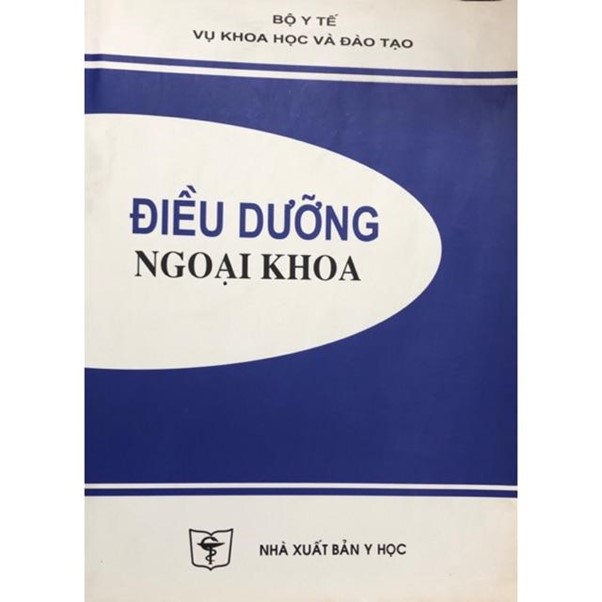 BỘ Y TẾ
VỤ KHOA HỌC VÀ ĐÀO TẠO
ĐIỀU DƯỠNG
NGOẠI KHOA
NHÀ XUẤT BẢN Y HỌC